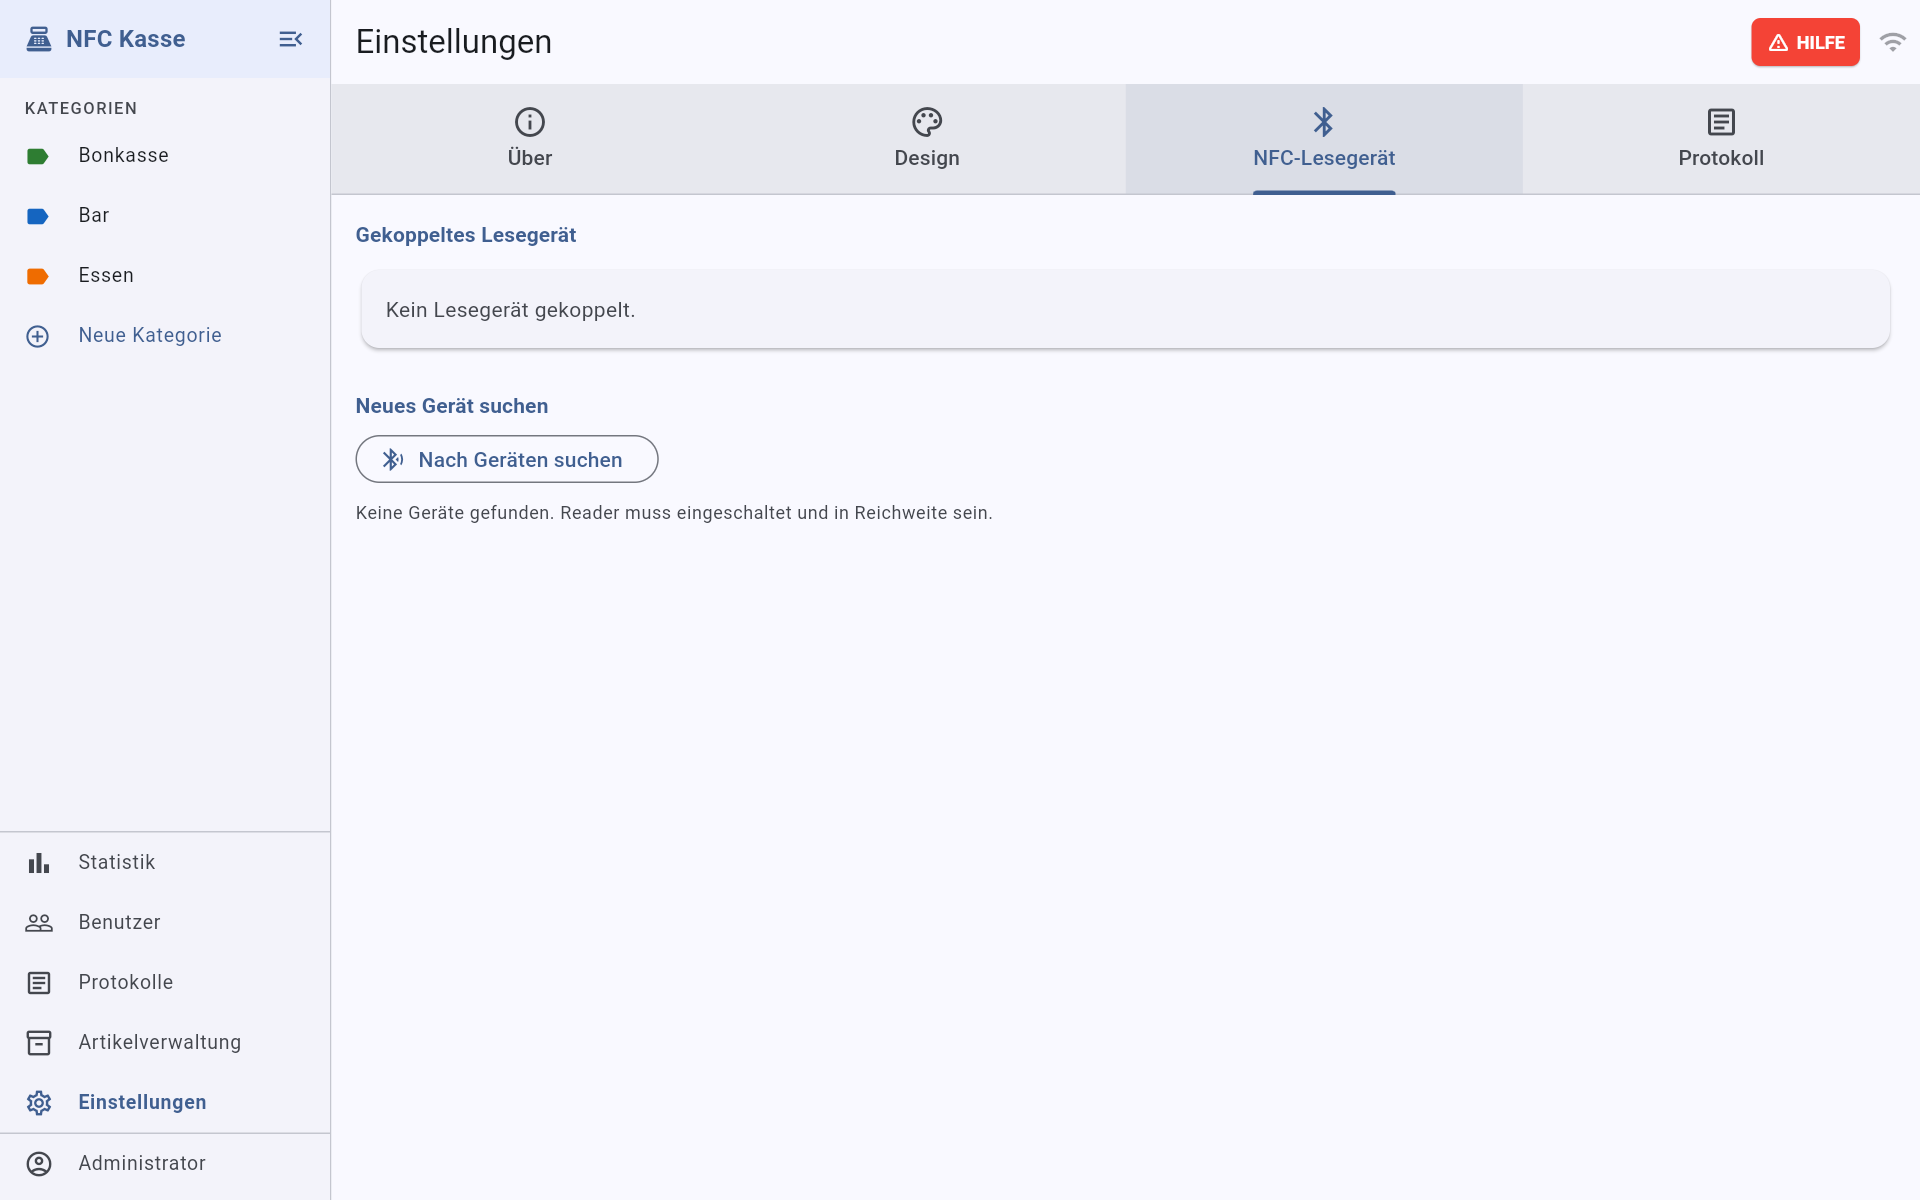 NFC Kasse
KATEGORIEN
Bonkasse
Bar
Essen
Neue Kategorie
Statistik
Benutzer
Protokolle
Artikelverwaltung
Einstellungen
Administrator
Einstellungen
HILFE
Über
Design
NFC-Lesegerät
Protokoll
Gekoppeltes Lesegerät
Kein Lesegerät gekoppelt.
Neues Gerät suchen
Nach Geräten suchen
Keine Geräte gefunden. Reader muss eingeschaltet und in Reichweite sein.